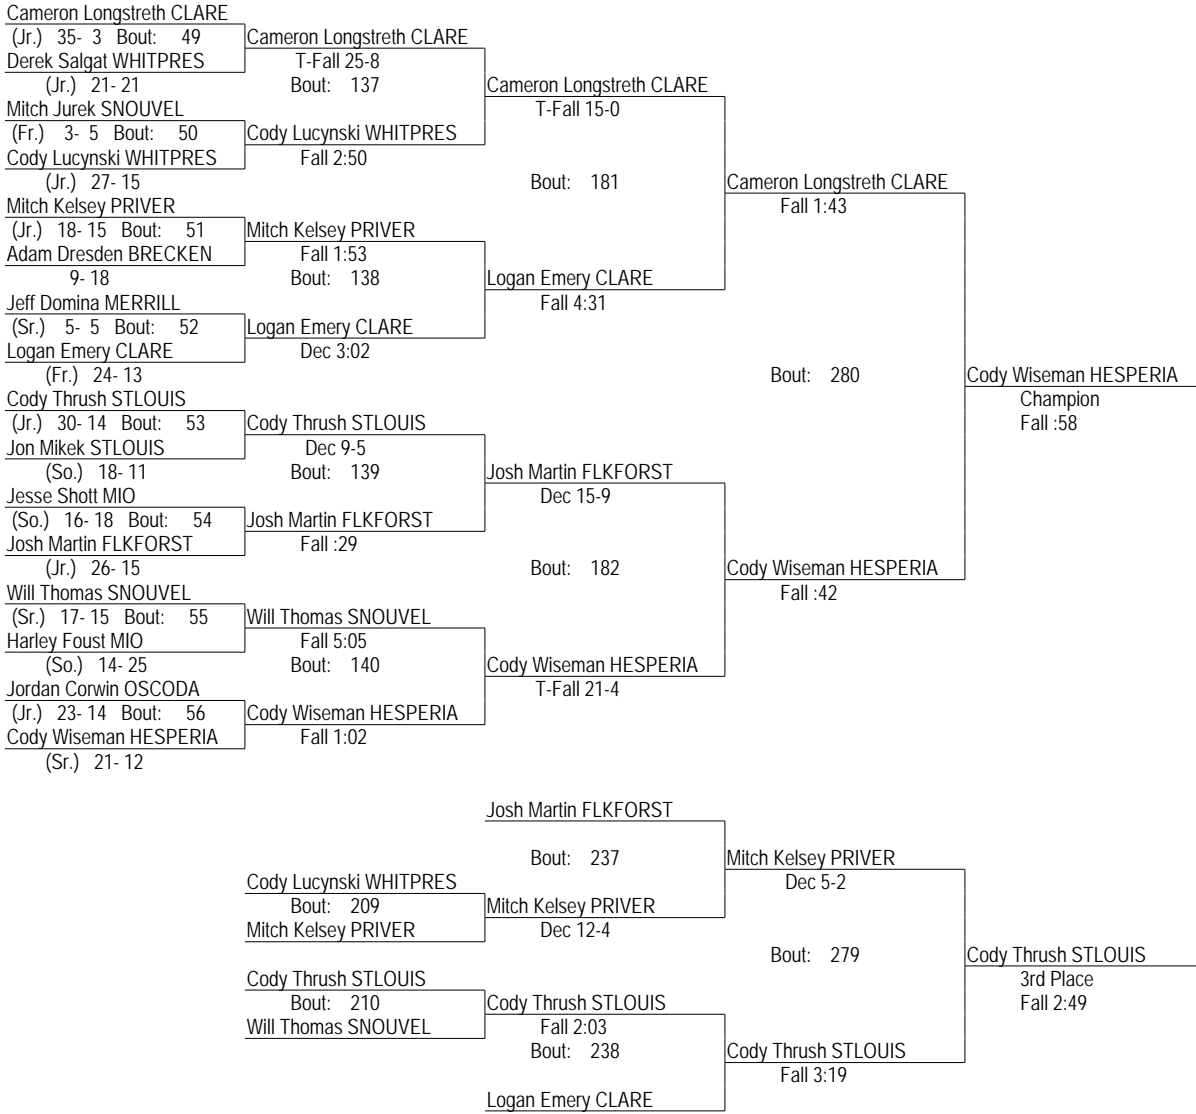 Cameron Longstreth CLARE
(Jr.) 35- 3 Bout: 49
Derek Salgat WHITPRES
(Jr.) 21- 21
Mitch Jurek SNOUVEL
(Fr.) 3- 5 Bout: 50
Cody Lucynski WHITPRES
(Jr.) 27- 15
Mitch Kelsey PRIVER
(Jr.) 18- 15 Bout: 51
Adam Dresden BRECKEN
9- 18
Jeff Domina MERRILL
(Sr.) 5- 5 Bout: 52
Logan Emery CLARE
(Fr.) 24- 13
Cody Thrush STLOUIS
(Jr.) 30- 14 Bout: 53
Jon Mikek STLOUIS
(So.) 18- 11
Jesse Shott MIO
(So.) 16- 18 Bout: 54
Josh Martin FLKFORST
(Jr.) 26- 15
Will Thomas SNOUVEL
(Sr.) 17- 15 Bout: 55
Harley Foust MIO
(So.) 14- 25
Jordan Corwin OSCODA
(Jr.) 23- 14 Bout: 56
Cody Wiseman HESPERIA
(Sr.) 21- 12
Cameron Longstreth CLARE
T-Fall 25-8
Bout: 137
Cody Lucynski WHITPRES
Fall 2:50
Mitch Kelsey PRIVER
Fall 1:53
Bout: 138
Logan Emery CLARE
Dec 3:02
Cody Thrush STLOUIS
Dec 9-5
Bout: 139
Josh Martin FLKFORST
Fall :29
Will Thomas SNOUVEL
Fall 5:05
Bout: 140
Cody Wiseman HESPERIA
Fall 1:02
Cameron Longstreth CLARE
T-Fall 15-0
Bout: 181
Logan Emery CLARE
Fall 4:31
Josh Martin FLKFORST
Dec 15-9
Bout: 182
Cody Wiseman HESPERIA
T-Fall 21-4
Cameron Longstreth CLARE
Fall 1:43
Bout: 280
Cody Wiseman HESPERIA
Fall :42
Cody Wiseman HESPERIA
Champion
Fall :58
Josh Martin FLKFORST
Bout: 237
Cody Lucynski WHITPRES
Bout: 209
Mitch Kelsey PRIVER
Mitch Kelsey PRIVER
Dec 12-4
Cody Thrush STLOUIS
Bout: 210
Will Thomas SNOUVEL
Cody Thrush STLOUIS
Fall 2:03
Bout: 238
Logan Emery CLARE
Mitch Kelsey PRIVER
Dec 5-2
Bout: 279
Cody Thrush STLOUIS
Fall 3:19
Cody Thrush STLOUIS
3rd Place
Fall 2:49